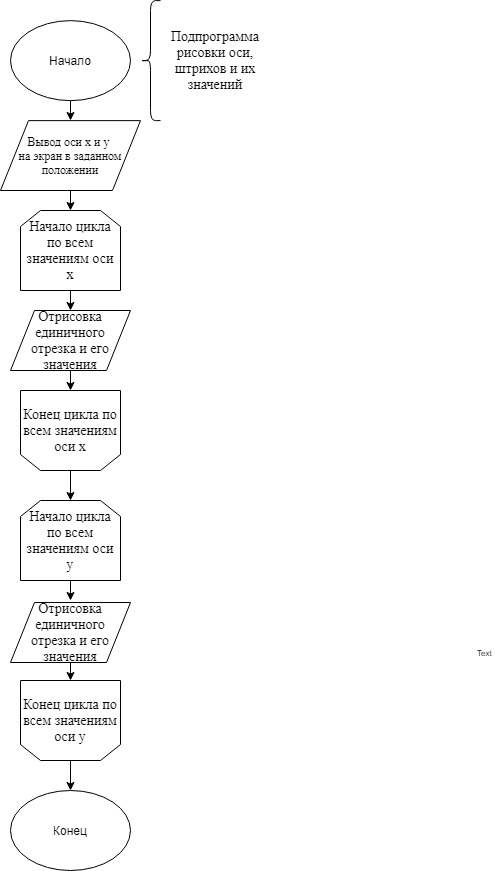 Начало
Подпрограмма
рисовки оси,
штрихов и их
значений
Вывод оси x и y
на экран в заданном
положении
Начало цикла
по всем
значениям оси
x
Отрисовка
единичного
отрезка и его
значения
Конец цикла по
всем значениям
оси x
Начало цикла
по всем
значениям оси
y
Отрисовка
единичного
отрезка и его
значения
Text
Конец цикла по
всем значениям
оси y
Конец